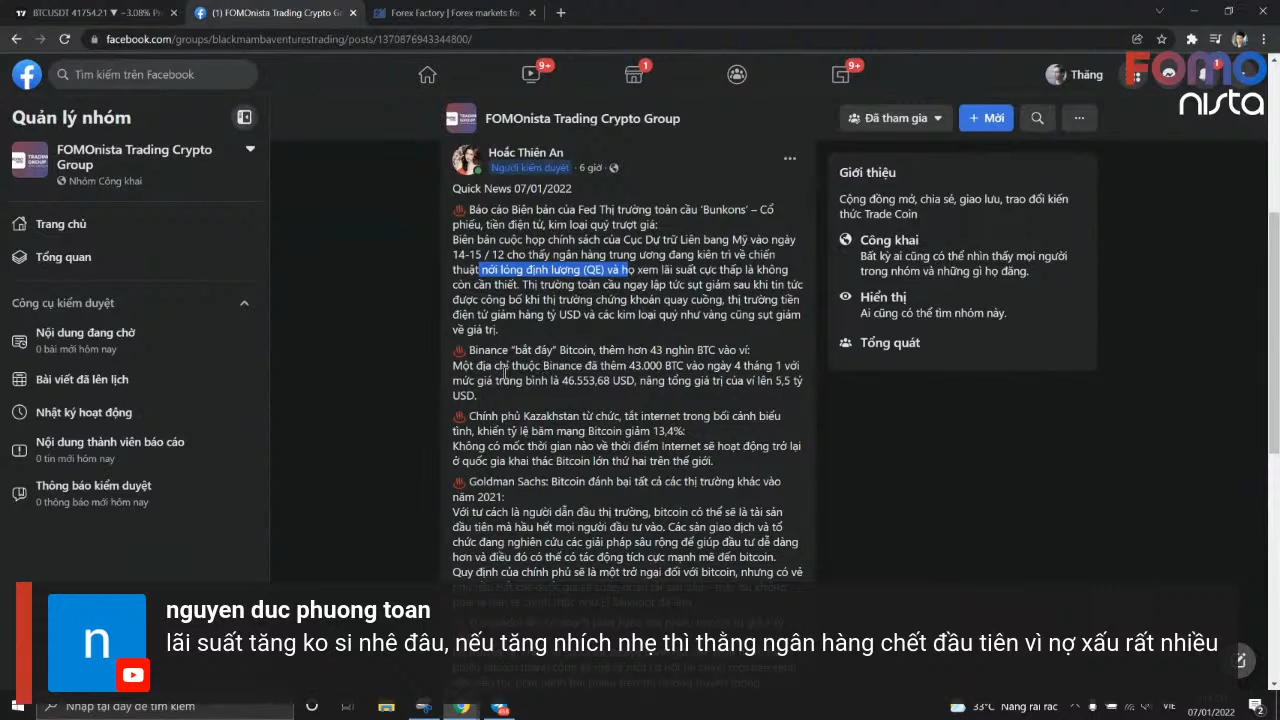 BTCUSDT 41754.21 ▼ −3.08% Pr
(1) FOMOnista Trading Crypto Gr
Forex Factory | Forex markets for
facebook.com/groups/blackmambaventurestrading/posts/1370876943344800/
Tìm kiếm trên Facebook
9+
1
9+
Thăng
1
FOMO
nista
Quản lý nhóm
FOMOnista Trading Crypto
Group
Nhóm Công khai
Trang chủ
Tổng quan
Công cụ kiểm duyệt
Nội dung đang chờ
0 bài mới hôm nay
Bài viết đã lên lịch
Nhật ký hoạt động
Nội dung thành viên báo cáo
0 tin mới hôm nay
Thông báo kiểm duyệt
0 thông báo mới hôm nay
FOMOnista Trading Crypto Group
Đã tham gia
+ Mời
Hoắc Thiên An
Người kiểm duyệt · 6 giờ ·
Quick News 07/01/2022
Báo cáo Biên bản của Fed Thị trường toàn cầu 'Bunkons' – Cổ
phiếu, tiền điện tử, kim loại quý trượt giá:
Biên bản cuộc họp chính sách của Cục Dự trữ Liên bang Mỹ vào ngày
14-15 / 12 cho thấy ngân hàng trung ương đang kiên trì về chiến
thuật nới lỏng định lượng (QE) và họ xem lãi suất cực thấp là không
còn cần thiết. Thị trường toàn cầu ngay lập tức sụt giảm sau khi tin tức
được công bố khi thị trường chứng khoán quay cuồng, thị trường tiền
điện tử giảm hàng tỷ USD và các kim loại quý như vàng cũng sụt giảm
về giá trị.
Binance "bắt đáy" Bitcoin, thêm hơn 43 nghìn BTC vào ví:
Một địa chỉ thuộc Binance đã thêm 43.000 BTC vào ngày 4 tháng 1 với
mức giá trung bình là 46.553,68 USD, nâng tổng giá trị của ví lên 5,5 tỷ
USD.
Chính phủ Kazakhstan từ chức, tắt internet trong bối cảnh biểu
tình, khiến tỷ lệ băm mạng Bitcoin giảm 13,4%:
Không có mốc thời gian nào về thời điểm Internet sẽ hoạt động trở lại
ở quốc gia khai thác Bitcoin lớn thứ hai trên thế giới.
Goldman Sachs: Bitcoin đánh bại tất cả các thị trường khác vào
năm 2021:
Với tư cách là người dẫn đầu thị trường, bitcoin có thể sẽ là tài sản
đầu tiên mà hầu hết mọi người đầu tư vào. Các sàn giao dịch và tổ
chức đang nghiên cứu các giải pháp sâu rộng để giúp đầu tư dễ dàng
hơn và điều đó có thể có tác động tích cực mạnh mẽ đến bitcoin.
Quy định của chính phủ sẽ là một trở ngại đối với bitcoin, nhưng có vẻ
Giới thiệu
Cộng đồng mở, chia sẻ, giao lưu, trao đổi kiến
thức Trade Coin
Công khai
Bất kỳ ai cũng có thể nhìn thấy mọi người
trong nhóm và những gì họ đăng.
Hiển thị
Ai cũng có thể tìm nhóm này.
Tổng quát
n
nguyen duc phuong toan
lãi suất tăng ko si nhê đâu, nếu tăng nhích nhẹ thì thằng ngân hàng chết đầu tiên vì nợ xấu rất nhiều
Nhập tại đây để tìm kiếm
33°C Nắng rải rác
VIE
07/01/2022
2